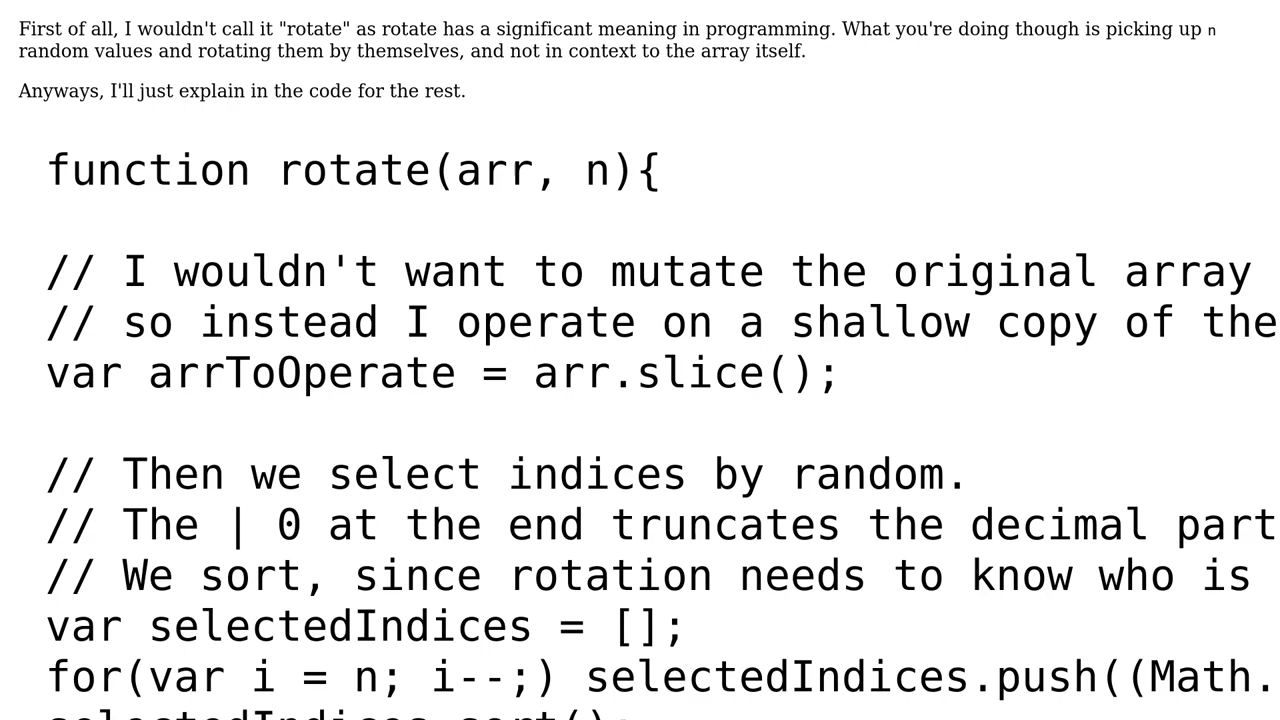 First of all, I wouldn't call it "rotate" as rotate has a significant meaning in programming. What you're doing though is picking up n
random values and rotating them by themselves, and not in context to the array itself.
Anyways, I'll just explain in the code for the rest.
function rotate(arr, n){
// I wouldn't want to mutate the original array
// so instead I operate on a shallow copy of the
var arrToOperate = arr.slice();
// Then we select indices by random.
// The | 0 at the end truncates the decimal part
// We sort, since rotation needs to know who is
var selectedIndices = [];
for(var i = n; i--;) selectedIndices.push((Math.
selectedIndices.sort();